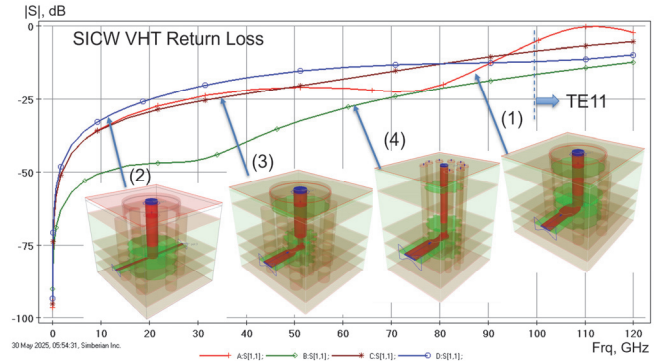 |S|, dB
SICW VHT Return Loss
0
-25
-50
-75
-100
TE11
(1)
(4)
(3)
(2)
0 10 20 30 40 50 60 70 80 90 100 110 120
Frq, GHz
30 May 2025, 05:54:31, Simberian Inc.
A:S[1,1]; B:S[1,1]; C:S[1,1]; D:S[1,1];